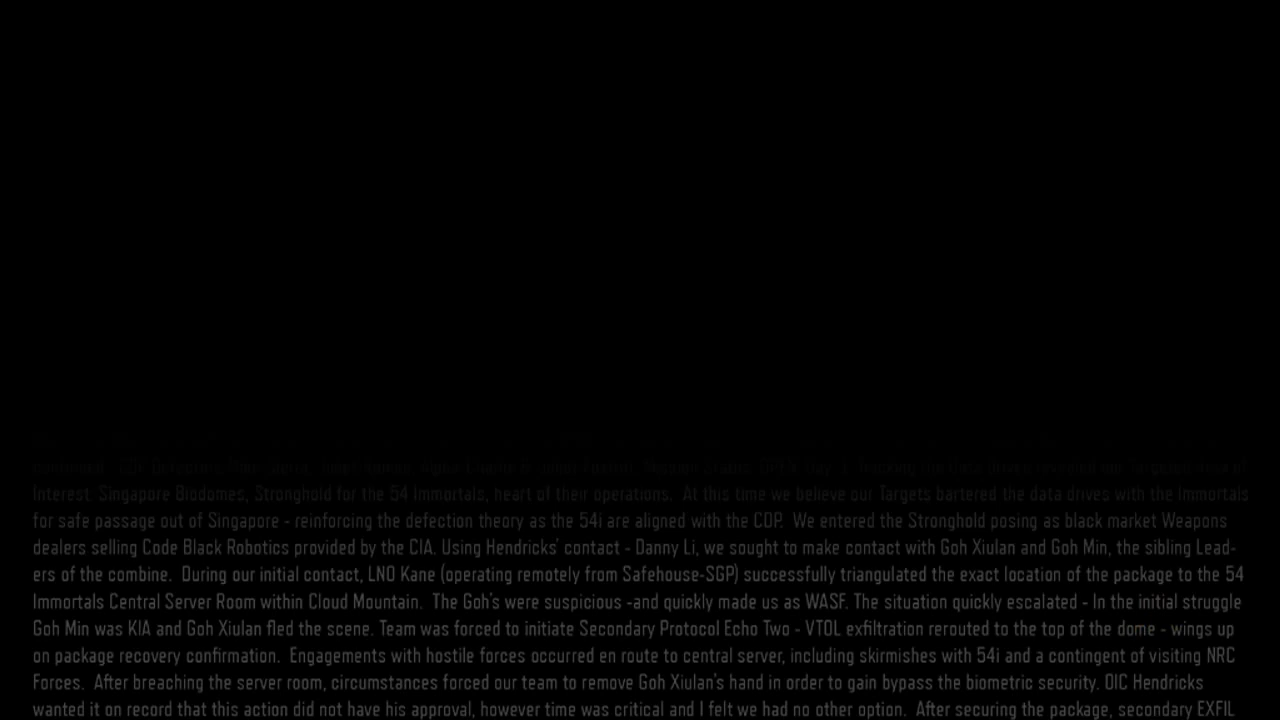 Interest: Singapore Biodomes, Stronghold for the 54 Immortals, heart of their operations. At this time we believe our Targets bartered the data drives with the Immortals
for safe passage out of Singapore - reinforcing the defection theory as the 54i are aligned with the CDP. We entered the Stronghold posing as black market Weapons
dealers selling Code Black Robotics provided by the CIA. Using Hendricks' contact - Danny Li, we sought to make contact with Goh Xiulan and Goh Min, the sibling Lead-
ers of the combine. During our initial contact, LNO Kane (operating remotely from Safehouse-SGP) successfully triangulated the exact location of the package to the 54
Immortals Central Server Room within Cloud Mountain. The Goh's were suspicious -and quickly made us as WASF. The situation quickly escalated - In the initial struggle
Goh Min was KIA and Goh Xiulan fled the scene. Team was forced to initiate Secondary Protocol Echo Two - VTOL exfiltration rerouted to the top of the dome - wings up
on package recovery confirmation. Engagements with hostile forces occurred en route to central server, including skirmishes with 54i and a contingent of visiting NRC
Forces. After breaching the server room, circumstances forced our team to remove Goh Xiulan's hand in order to gain bypass the biometric security. OIC Hendricks
wanted it on record that this action did not have his approval, however time was critical and I felt we had no other option. After securing the package, secondary EXFIL